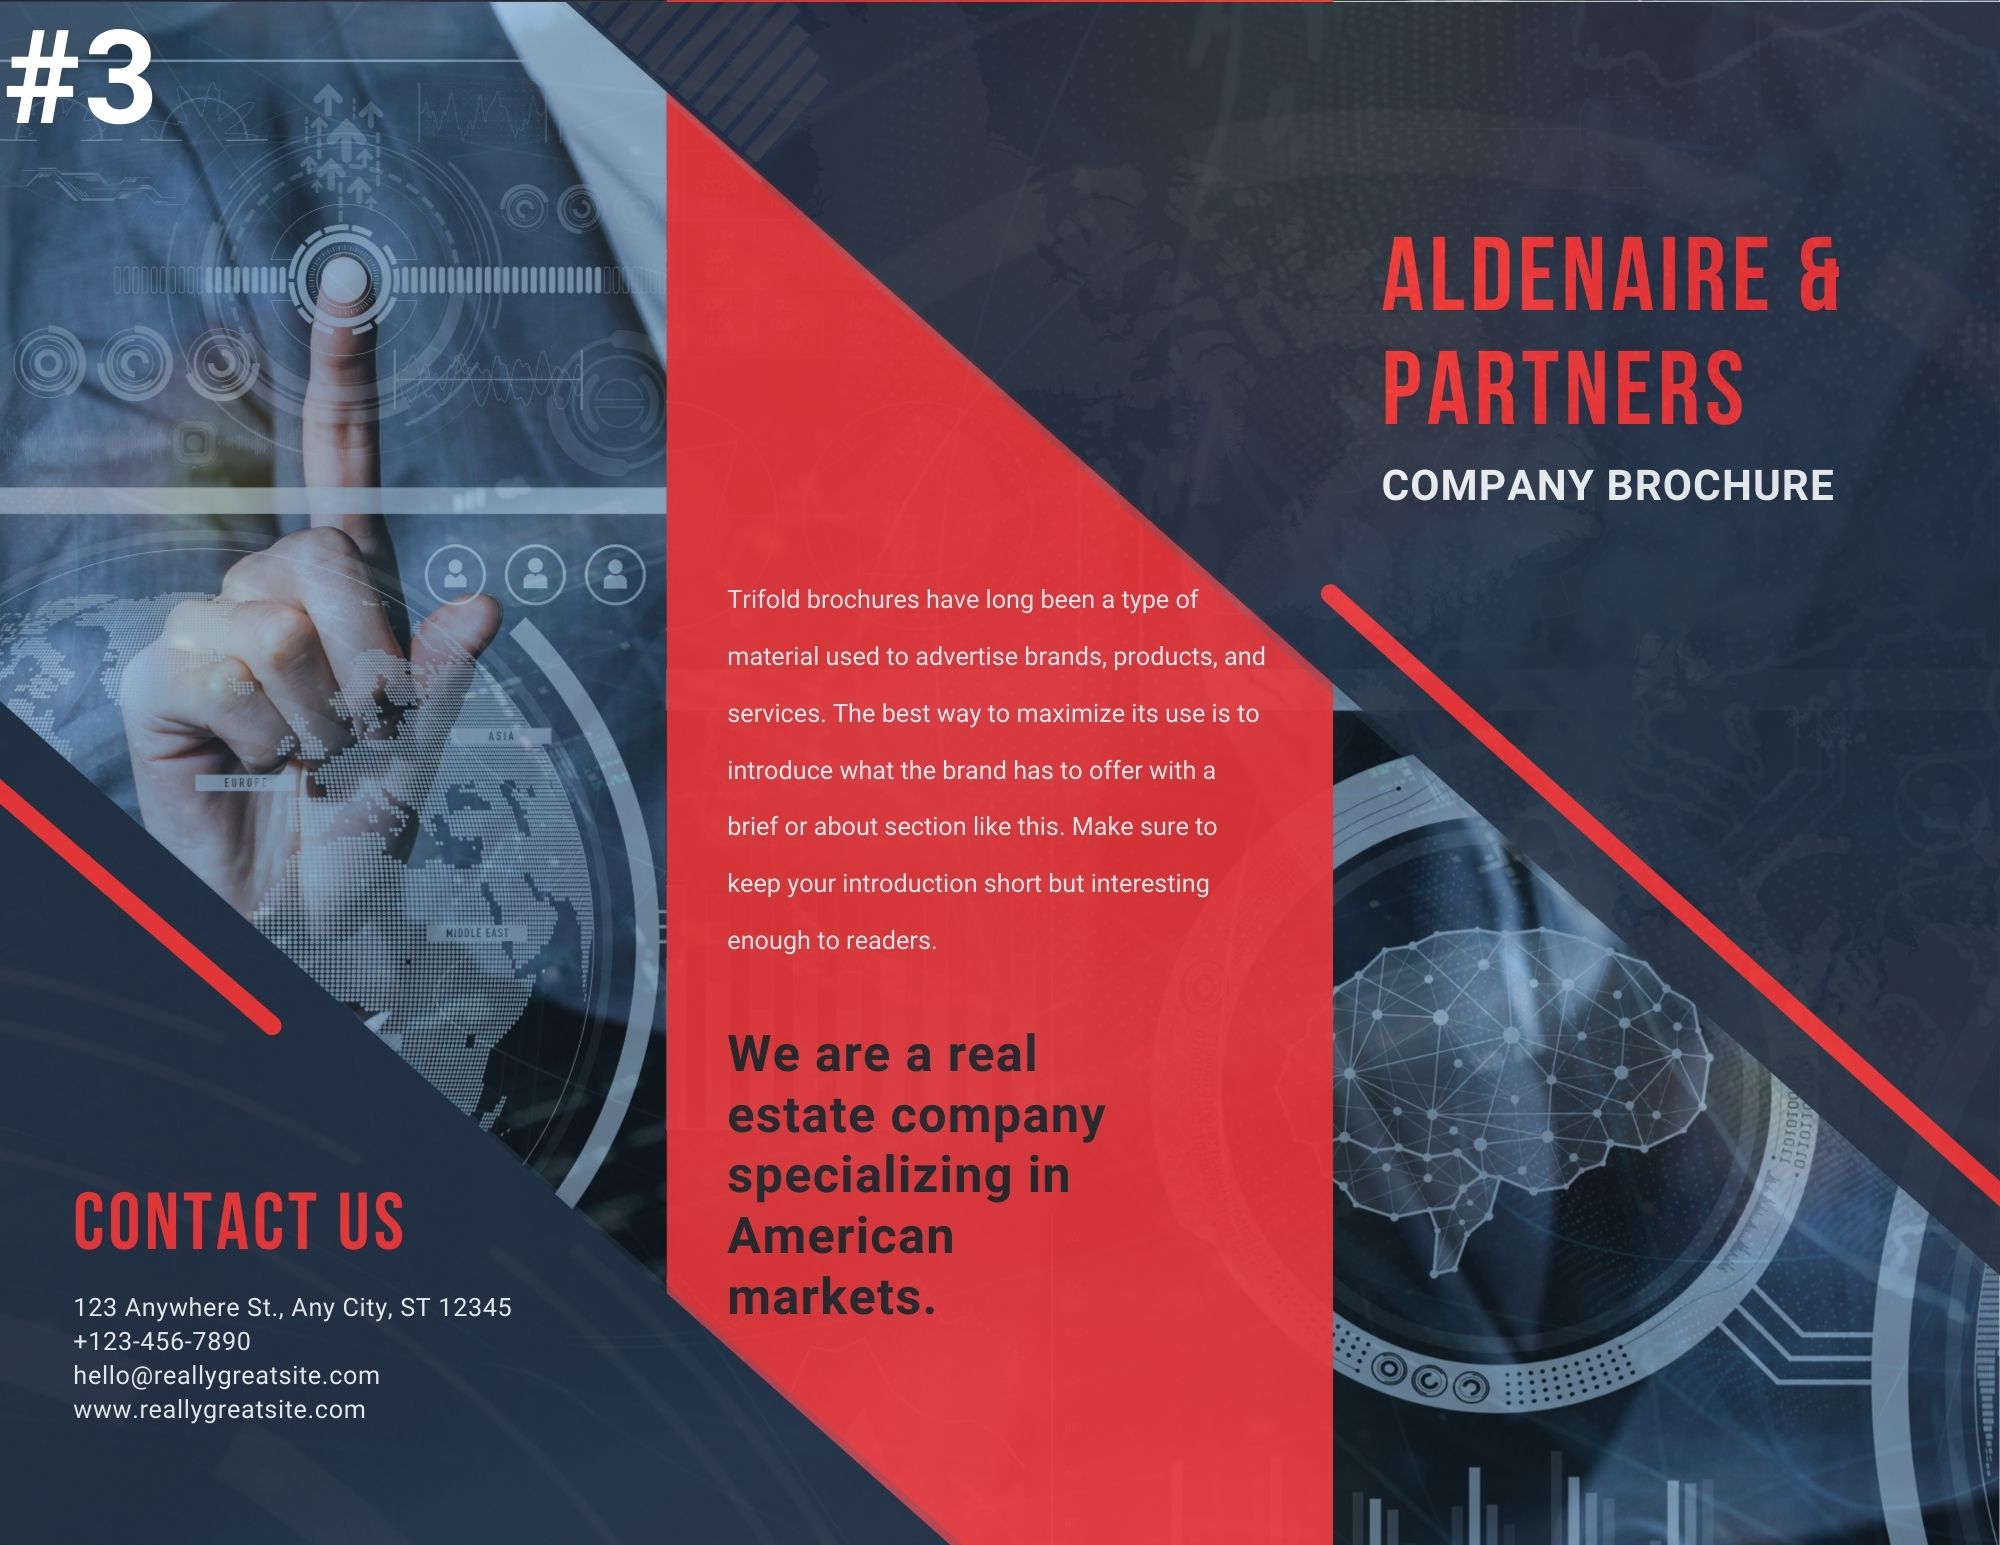 #3
ASIA
EUROPE
MIDDLE EAST
CONTACT US
123 Anywhere St., Any City, ST 12345
+123-456-7890
hello@reallygreatsite.com
www.reallygreatsite.com
Trifold brochures have long been a type of
material used to advertise brands, products, and
services. The best way to maximize its use is to
introduce what the brand has to offer with a
brief or about section like this. Make sure to
keep your introduction short but interesting
enough to readers.
We are a real
estate company
specializing in
American
markets.
ALDENAIRE &
PARTNERS
COMPANY BROCHURE